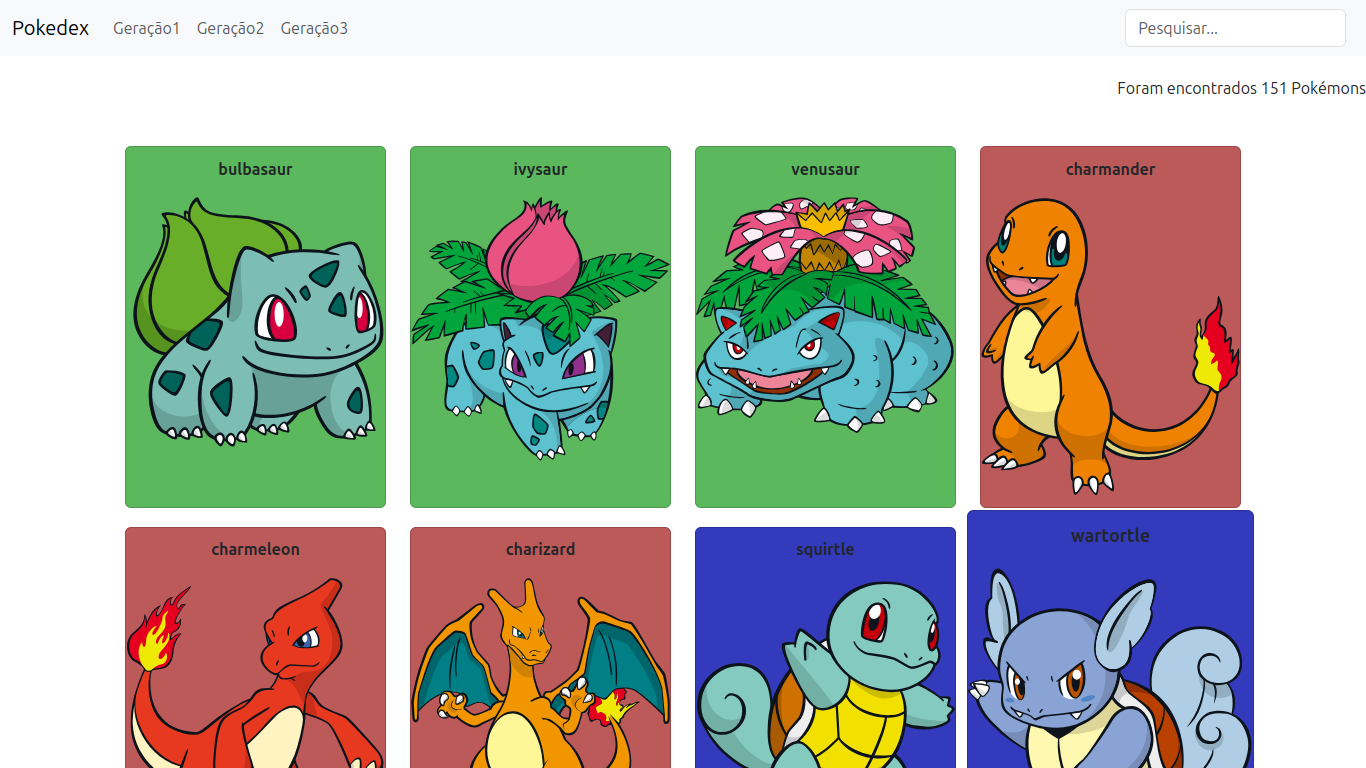 Pokedex Geração1 Geração2 Geração3 Pesquisar...
Foram encontrados 151 Pokémons
bulbasaur ivysaur venusaur charmander
charmeleon charizard squirtle wartortle